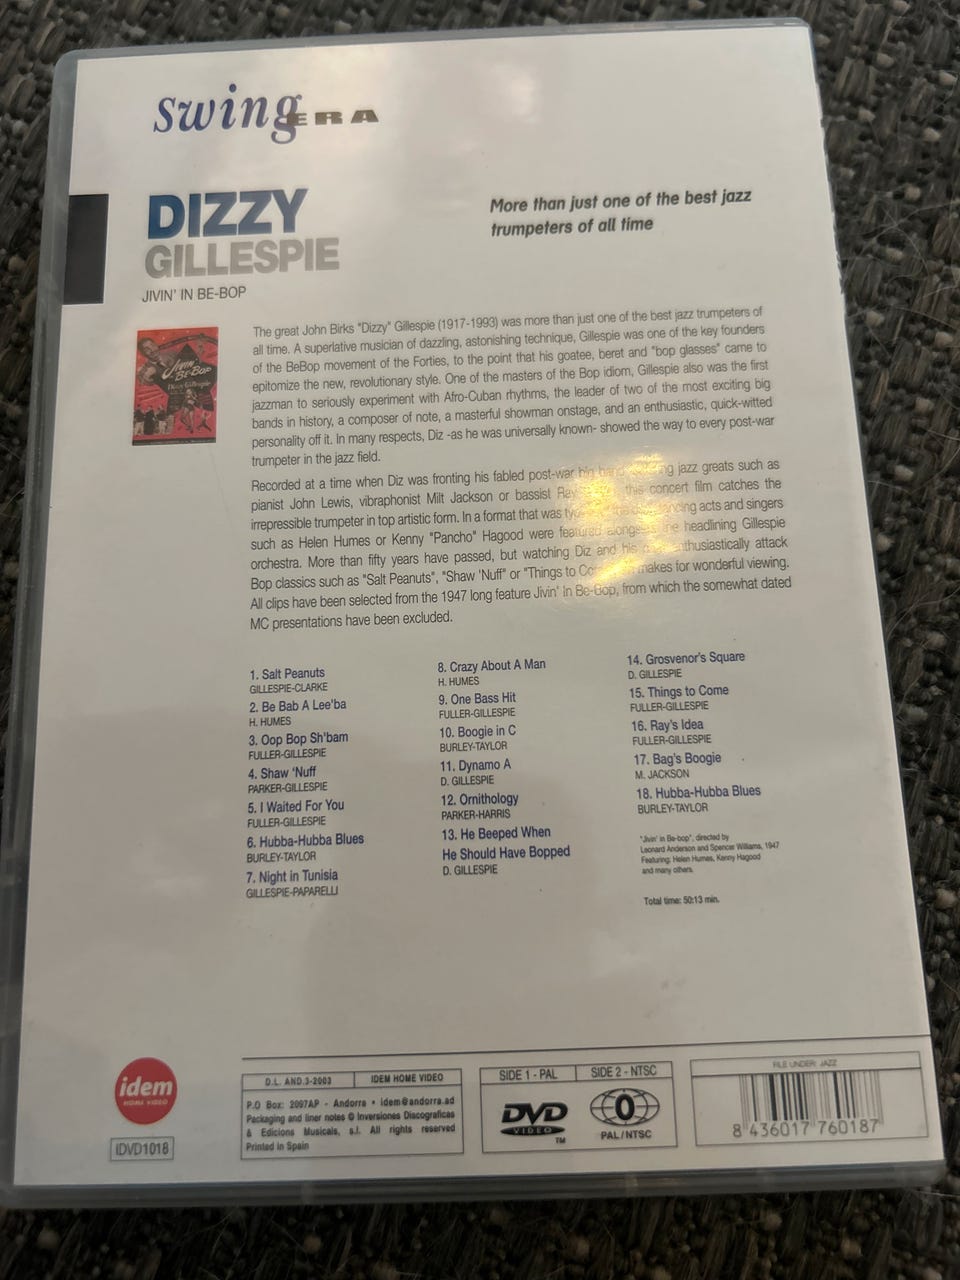 swing ERA
DIZZY
GILLESPIE
JIVIN' IN BE-BOP
More than just one of the best jazz
trumpeters of all time
JIVIN'
IN
BE-BOP
Dizzy Gillespie
The great John Birks "Dizzy" Gillespie (1917-1993) was more than just one of the best jazz trumpeters of
all time. A superlative musician of dazzling, astonishing technique, Gillespie was one of the key founders
of the BeBop movement of the Forties, to the point that his goatee, beret and "bop glasses" came to
epitomize the new, revolutionary style. One of the masters of the Bop idiom, Gillespie also was the first
jazzman to seriously experiment with Afro-Cuban rhythms, the leader of two of the most exciting big
bands in history, a composer of note, a masterful showman onstage, and an enthusiastic, quick-witted
personality off it. In many respects, Diz -as he was universally known- showed the way to every post-war
trumpeter in the jazz field.
Recorded at a time when Diz was fronting his fabled post-war big band jazz greats such as
pianist John Lewis, vibraphonist Milt Jackson or bassist Ray this concert film catches the
irrepressible trumpeter in top artistic form. In a format that was acts and singers
such as Helen Humes or Kenny "Pancho" Hagood were featured alongside the headlining Gillespie
orchestra. More than fifty years have passed, but watching Diz and his enthusiastically attack
Bop classics such as "Salt Peanuts", "Shaw 'Nuff" or "Things to makes for wonderful viewing.
All clips have been selected from the 1947 long feature Jivin' In Be-Bop, from which the somewhat dated
MC presentations have been excluded.
1. Salt Peanuts
GILLESPIE-CLARKE
2. Be Bab A Lee'ba
H. HUMES
3. Oop Bop Sh'bam
FULLER-GILLESPIE
4. Shaw 'Nuff
PARKER-GILLESPIE
5. I Waited For You
FULLER-GILLESPIE
6. Hubba-Hubba Blues
BURLEY-TAYLOR
7. Night in Tunisia
GILLESPIE-PAPARELLI
8. Crazy About A Man
H. HUMES
9. One Bass Hit
FULLER-GILLESPIE
10. Boogie in C
BURLEY-TAYLOR
11. Dynamo A
D. GILLESPIE
12. Ornithology
PARKER-HARRIS
13. He Beeped When
He Should Have Bopped
D. GILLESPIE
14. Grosvenor's Square
D. GILLESPIE
15. Things to Come
FULLER-GILLESPIE
16. Ray's Idea
FULLER-GILLESPIE
17. Bag's Boogie
M. JACKSON
18. Hubba-Hubba Blues
BURLEY-TAYLOR
"Jivin' in Be-bop", directed by
Leonard Anderson and Spencer Williams, 1947
Featuring: Helen Humes, Kenny Hagood
and many others
Total time: 50:13 min.
idem
HOME VIDEO
IDVD1018
D.L. AND.3-2003
IDEM HOME VIDEO
P.O Box: 2097AP - Andorra • idem@andorra.ad
Packaging and liner notes © Inversiones Discograficas
& Edicions Musicals, s.l. All rights reserved
Printed in Spain
SIDE 1 - PAL
SIDE 2 - NTSC
DVD
VIDEO
TM
0
PAL/NTSC
FILE UNDER: JAZZ
8 436017 760187